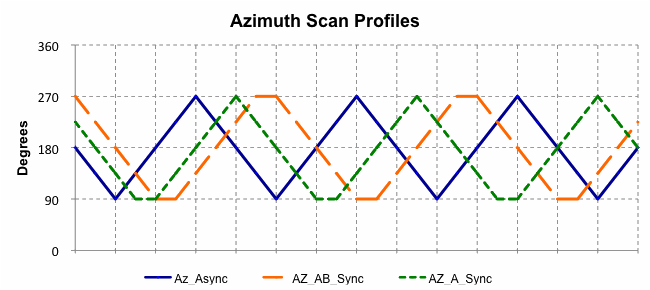 Azimuth Scan Profiles
360
270
180
90
0
Degrees
Az_Async AZ_AB_Sync AZ_A_Sync